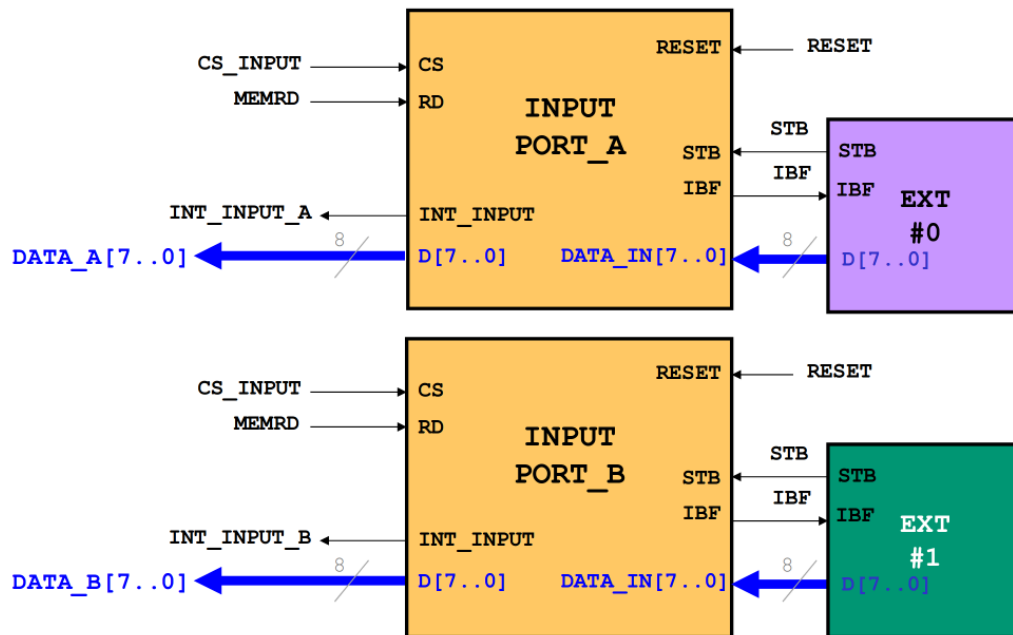 RESET
RESET
CS_INPUT
CS
MEMRD
RD
INPUT
PORT_A
STB
STB
STB
IBF
IBF
IBF
EXT
#0
INT_INPUT_A
INT_INPUT
8
8
DATA_A[7..0]
D[7..0]
DATA_IN[7..0]
D[7..0]
RESET
RESET
CS_INPUT
CS
MEMRD
RD
INPUT
PORT_B
STB
STB
STB
IBF
IBF
IBF
EXT
#1
INT_INPUT_B
INT_INPUT
8
8
DATA_B[7..0]
D[7..0]
DATA_IN[7..0]
D[7..0]